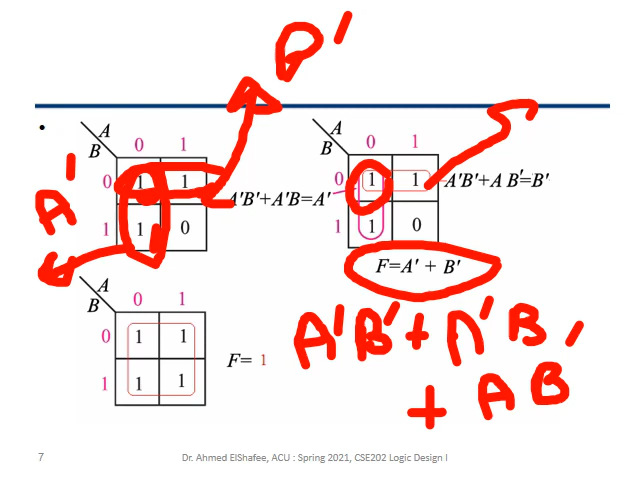 B'
•
A
B
0 1
0 1 1
1 1 0
A'B'+A'B=A'
A'
A
B
0 1
0 1 1
1 1 0
A'B'+A B'=B'
F=A' + B'
A'B' + A'B
+ AB'
A
B
0 1
0 1 1
1 1 1
F= 1
7
Dr. Ahmed ElShafee, ACU : Spring 2021, CSE202 Logic Design I